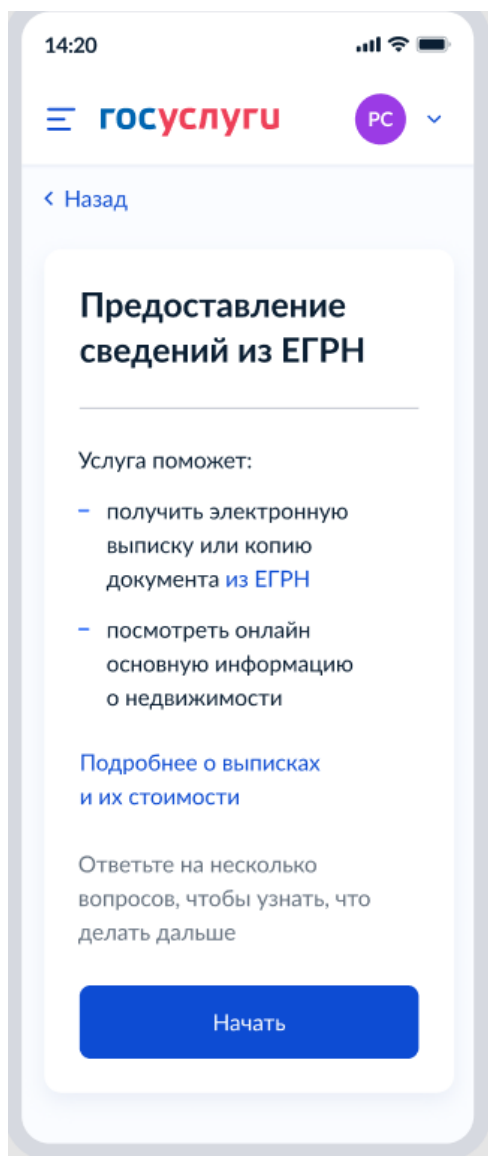 14:20
госуслуги
РС
Назад
Предоставление
сведений из ЕГРН
Услуга поможет:
– получить электронную
выписку или копию
документа из ЕГРН
– посмотреть онлайн
основную информацию
о недвижимости
Подробнее о выписках
и их стоимости
Ответьте на несколько
вопросов, чтобы узнать, что
делать дальше
Начать